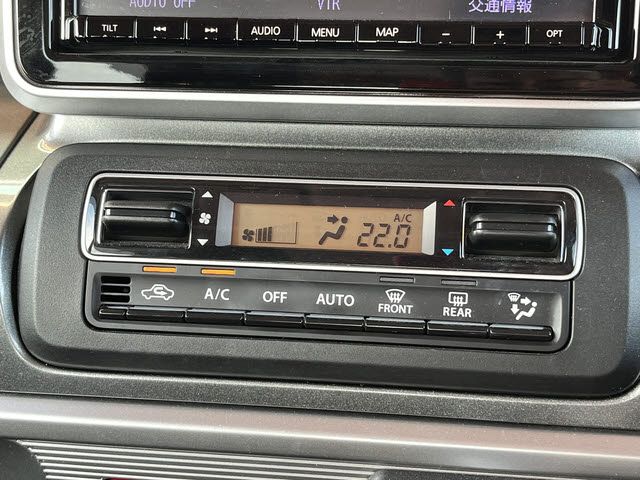 AUDIO OFF VTR 交通情報
TILT AUDIO MENU MAP − + OPT
A/C
22.0
A/C OFF AUTO FRONT REAR